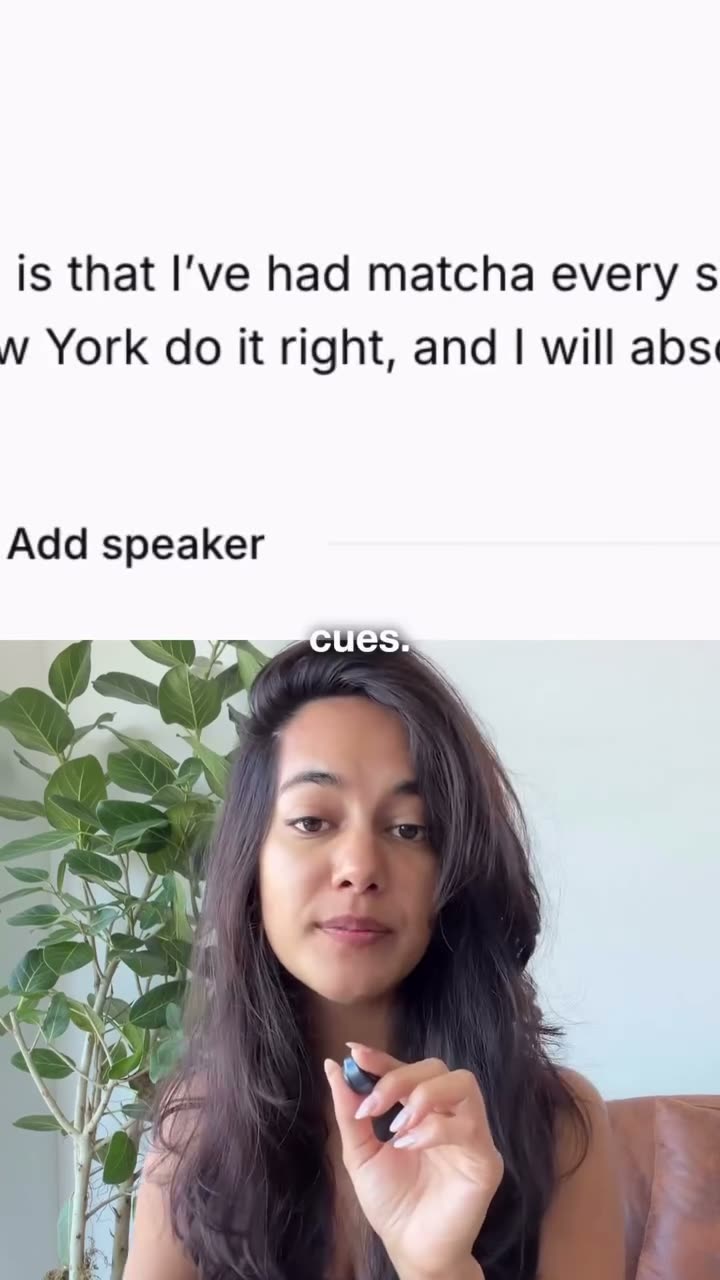 is that I've had matcha every
York do it right, and I will
Add speaker
cues.